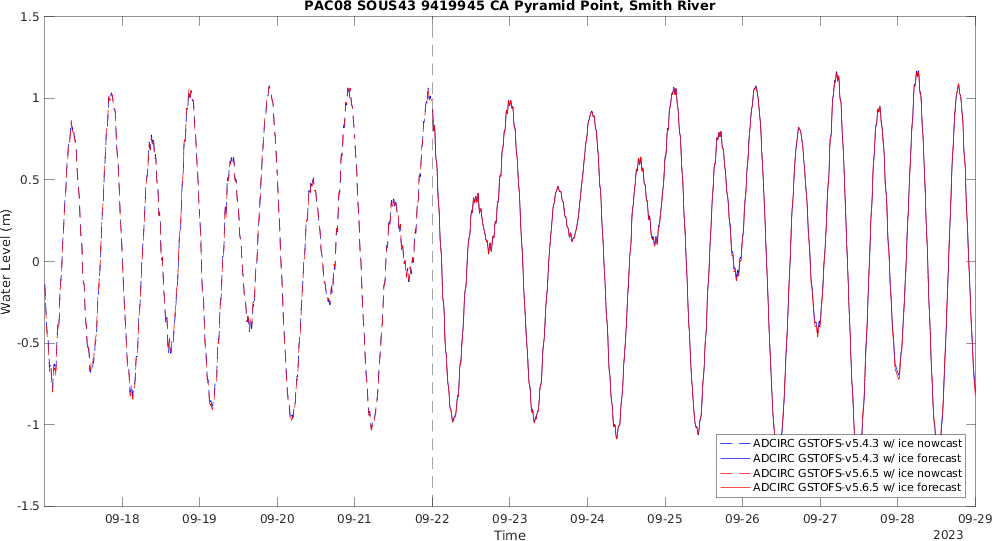 PAC08 SOUS43 9419945 CA Pyramid Point, Smith River
1.5
1
0.5
0
-0.5
-1
-1.5
Water Level (m)
ADCIRC GSTOFS-v5.4.3 w/ ice nowcast
ADCIRC GSTOFS-v5.4.3 w/ ice forecast
ADCIRC GSTOFS-v5.6.5 w/ ice nowcast
ADCIRC GSTOFS-v5.6.5 w/ ice forecast
09-18 09-19 09-20 09-21 09-22 09-23 09-24 09-25 09-26 09-27 09-28 09-29
Time
2023